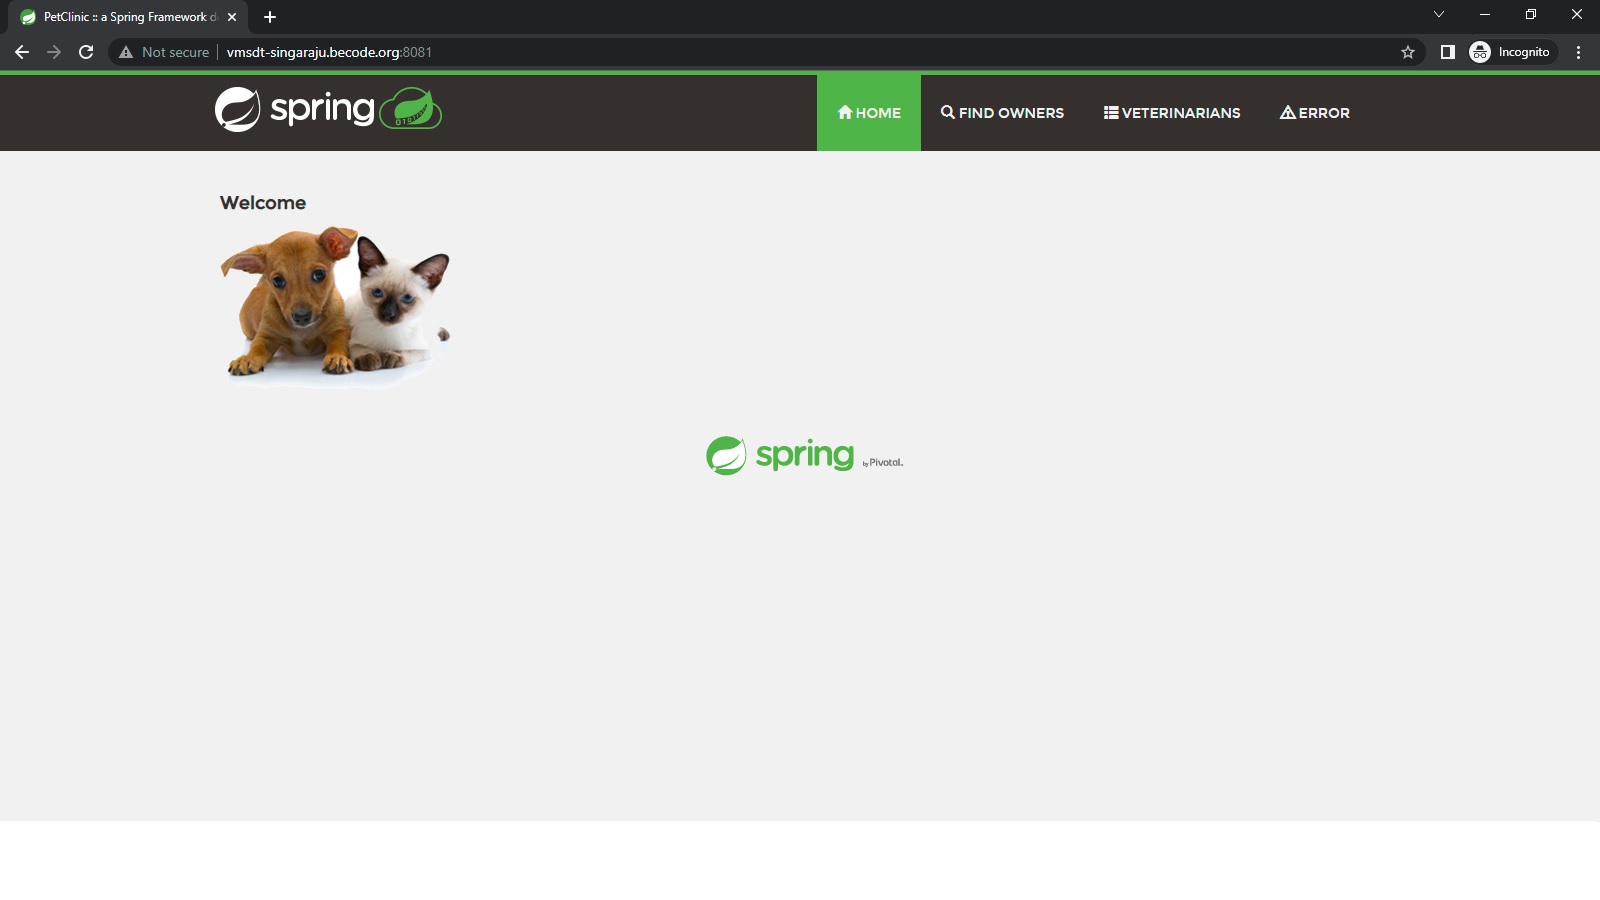 PetClinic :: a Spring Framework d
Not secure vmsdt-singaraju.becode.org:8081
Incognito
spring
HOME
FIND OWNERS
VETERINARIANS
ERROR
Welcome
spring by Pivotal.